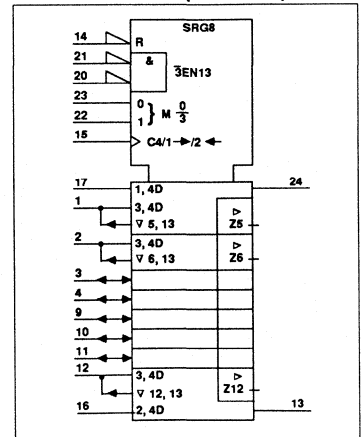 SRG8
14
R
21
&
20
3̅EN13
23
0
} M 0/3
22
1
15
C4/1 → /2 ←
17
1, 4D
24
1
3, 4D
▷
∇ 5, 13
Z5
2
3, 4D
▷
∇ 6, 13
Z6
3
4
9
10
11
12
3, 4D
▷
∇ 12, 13
Z12
16
2, 4D
13